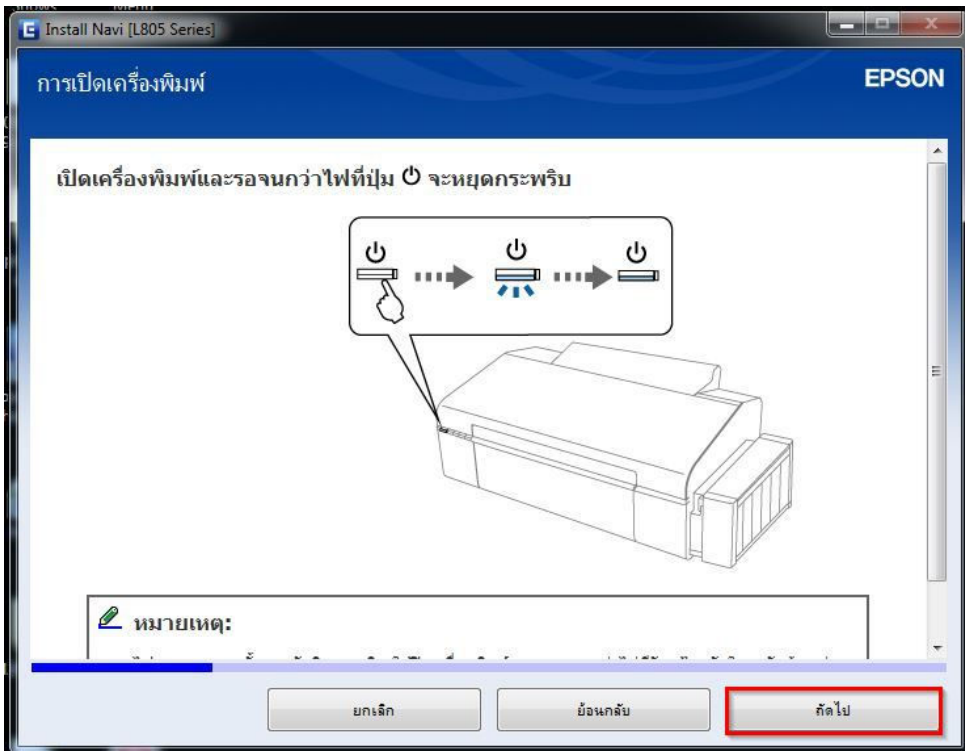 Install Navi [L805 Series]
การเปิดเครื่องพิมพ์
EPSON
เปิดเครื่องพิมพ์และรอจนกว่าไฟที่ปุ่ม ⏻ จะหยุดกระพริบ
หมายเหตุ:
ยกเลิก
ย้อนกลับ
ถัดไป